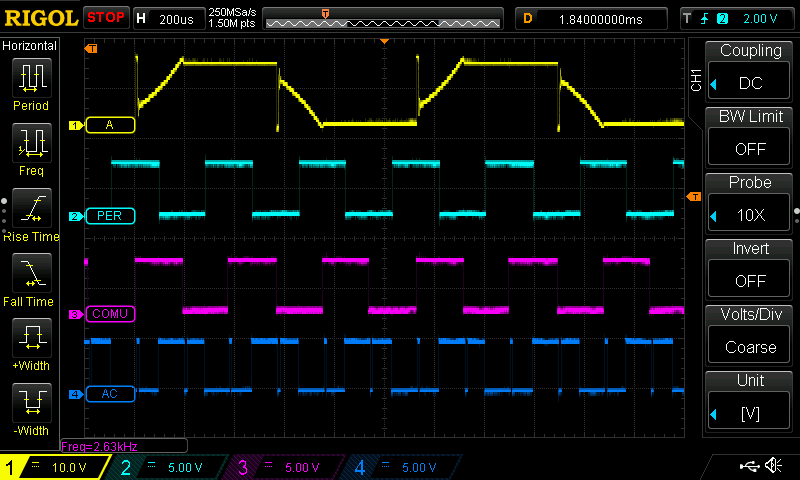 RIGOL STOP H 200us 250MSa/s 1.50M pts T D 1.84000000ms T 2 2.00 V
Horizontal
Period
Freq
Rise Time
Fall Time
+Width
-Width
T
1 A
2 PER
3 COMU
4 AC
T
Freq=2.63kHz
CH1
Coupling
DC
BW Limit
OFF
Probe
10X
Invert
OFF
Volts/Div
Coarse
Unit
[V]
1 10.0 V 2 5.00 V 3 5.00 V 4 5.00 V